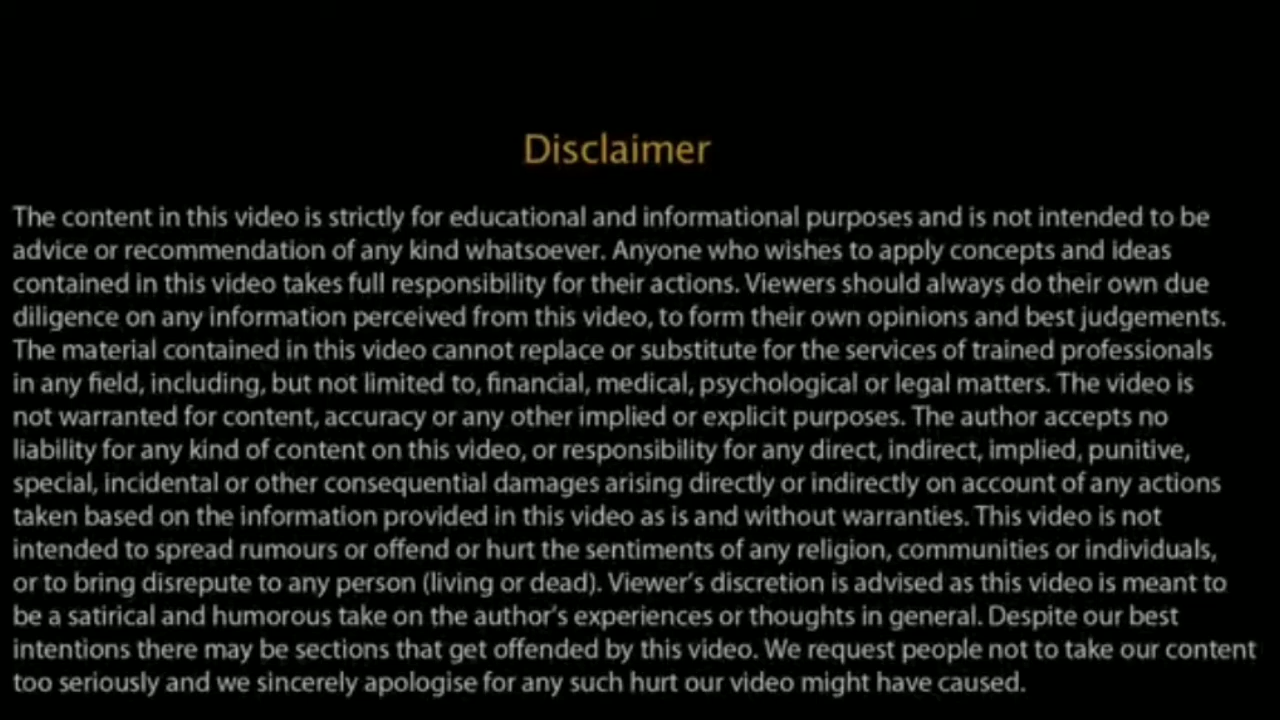 Disclaimer
The content in this video is strictly for educational and informational purposes and is not intended to be
advice or recommendation of any kind whatsoever. Anyone who wishes to apply concepts and ideas
contained in this video takes full responsibility for their actions. Viewers should always do their own due
diligence on any information perceived from this video, to form their own opinions and best judgements.
The material contained in this video cannot replace or substitute for the services of trained professionals
in any field, including, but not limited to, financial, medical, psychological or legal matters. The video is
not warranted for content, accuracy or any other implied or explicit purposes. The author accepts no
liability for any kind of content on this video, or responsibility for any direct, indirect, implied, punitive,
special, incidental or other consequential damages arising directly or indirectly on account of any actions
taken based on the information provided in this video as is and without warranties. This video is not
intended to spread rumours or offend or hurt the sentiments of any religion, communities or individuals,
or to bring disrepute to any person (living or dead). Viewer's discretion is advised as this video is meant to
be a satirical and humorous take on the author's experiences or thoughts in general. Despite our best
intentions there may be sections that get offended by this video. We request people not to take our content
too seriously and we sincerely apologise for any such hurt our video might have caused.